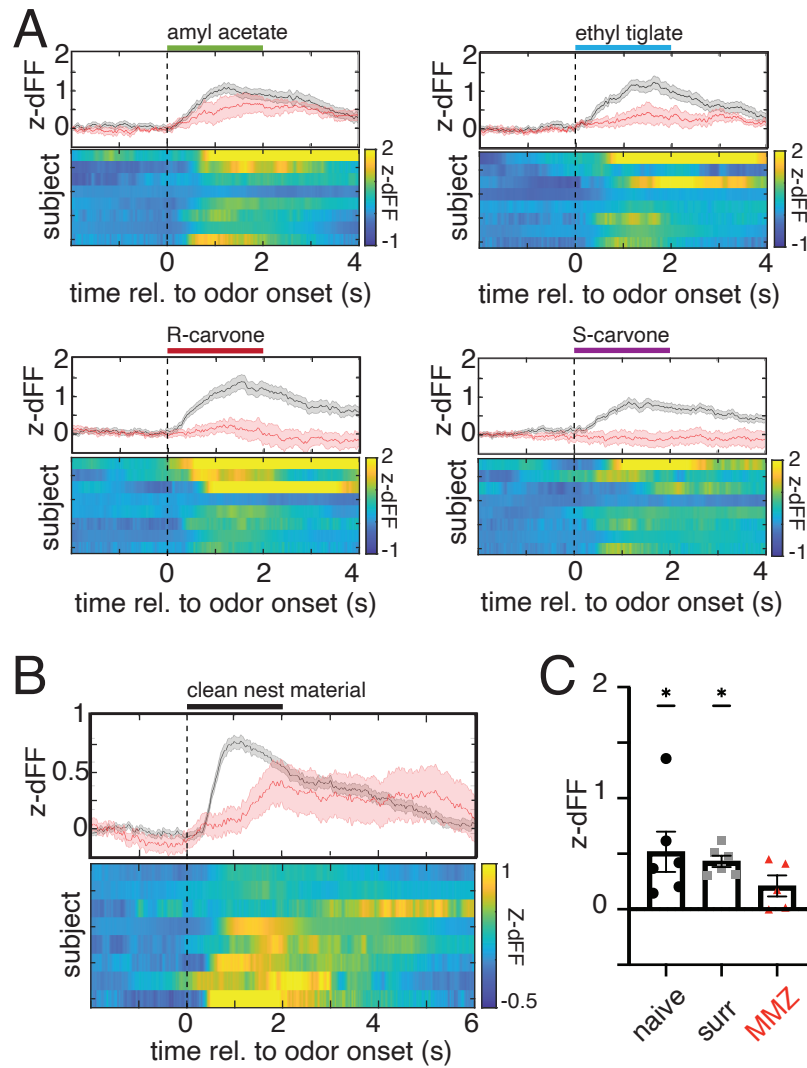 A
amyl acetate
2
1
0
z-dFF
subject
2
z-dFF
-1
0
2
4
time rel. to odor onset (s)
ethyl tiglate
2
1
0
z-dFF
subject
2
z-dFF
-1
0
2
4
time rel. to odor onset (s)
R-carvone
2
1
0
z-dFF
subject
2
z-dFF
-1
0
2
4
time rel. to odor onset (s)
S-carvone
2
1
0
z-dFF
subject
2
z-dFF
-1
0
2
4
time rel. to odor onset (s)
B
clean nest material
1
0.5
0
z-dFF
subject
1
Z-dFF
-0.5
0
2
4
6
time rel. to odor onset (s)
C
2
1
0
z-dFF
* *
naive
surr
MMZ